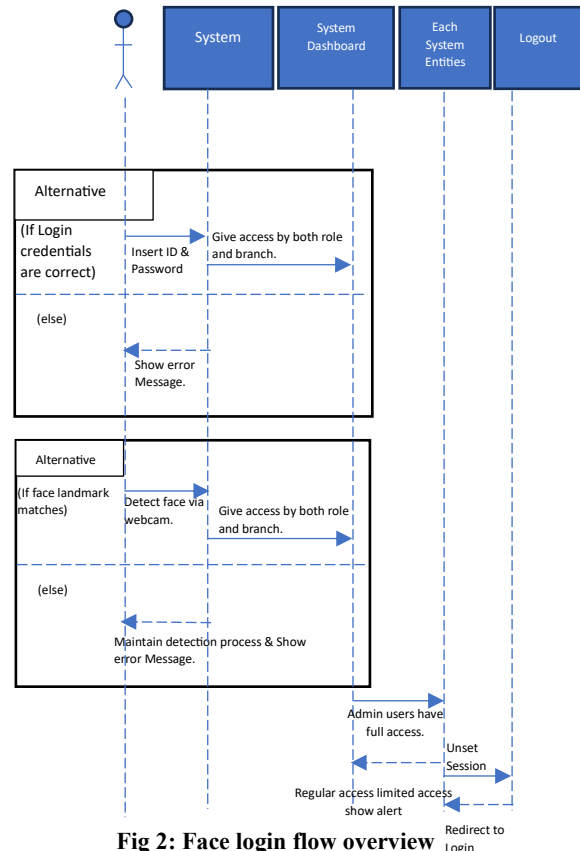 System
System
Dashboard
Each
System
Entities
Logout
Alternative
(If Login
credentials
are correct)
Insert ID &
Password
Give access by both role
and branch.
(else)
Show error
Message.
Alternative
(If face landmark
matches)
Detect face via
webcam.
Give access by both role
and branch.
(else)
Maintain detection process & Show
error Message.
Admin users have
full access.
Unset
Session
Regular access limited access
show alert
Redirect to
Login
Fig 2: Face login flow overview